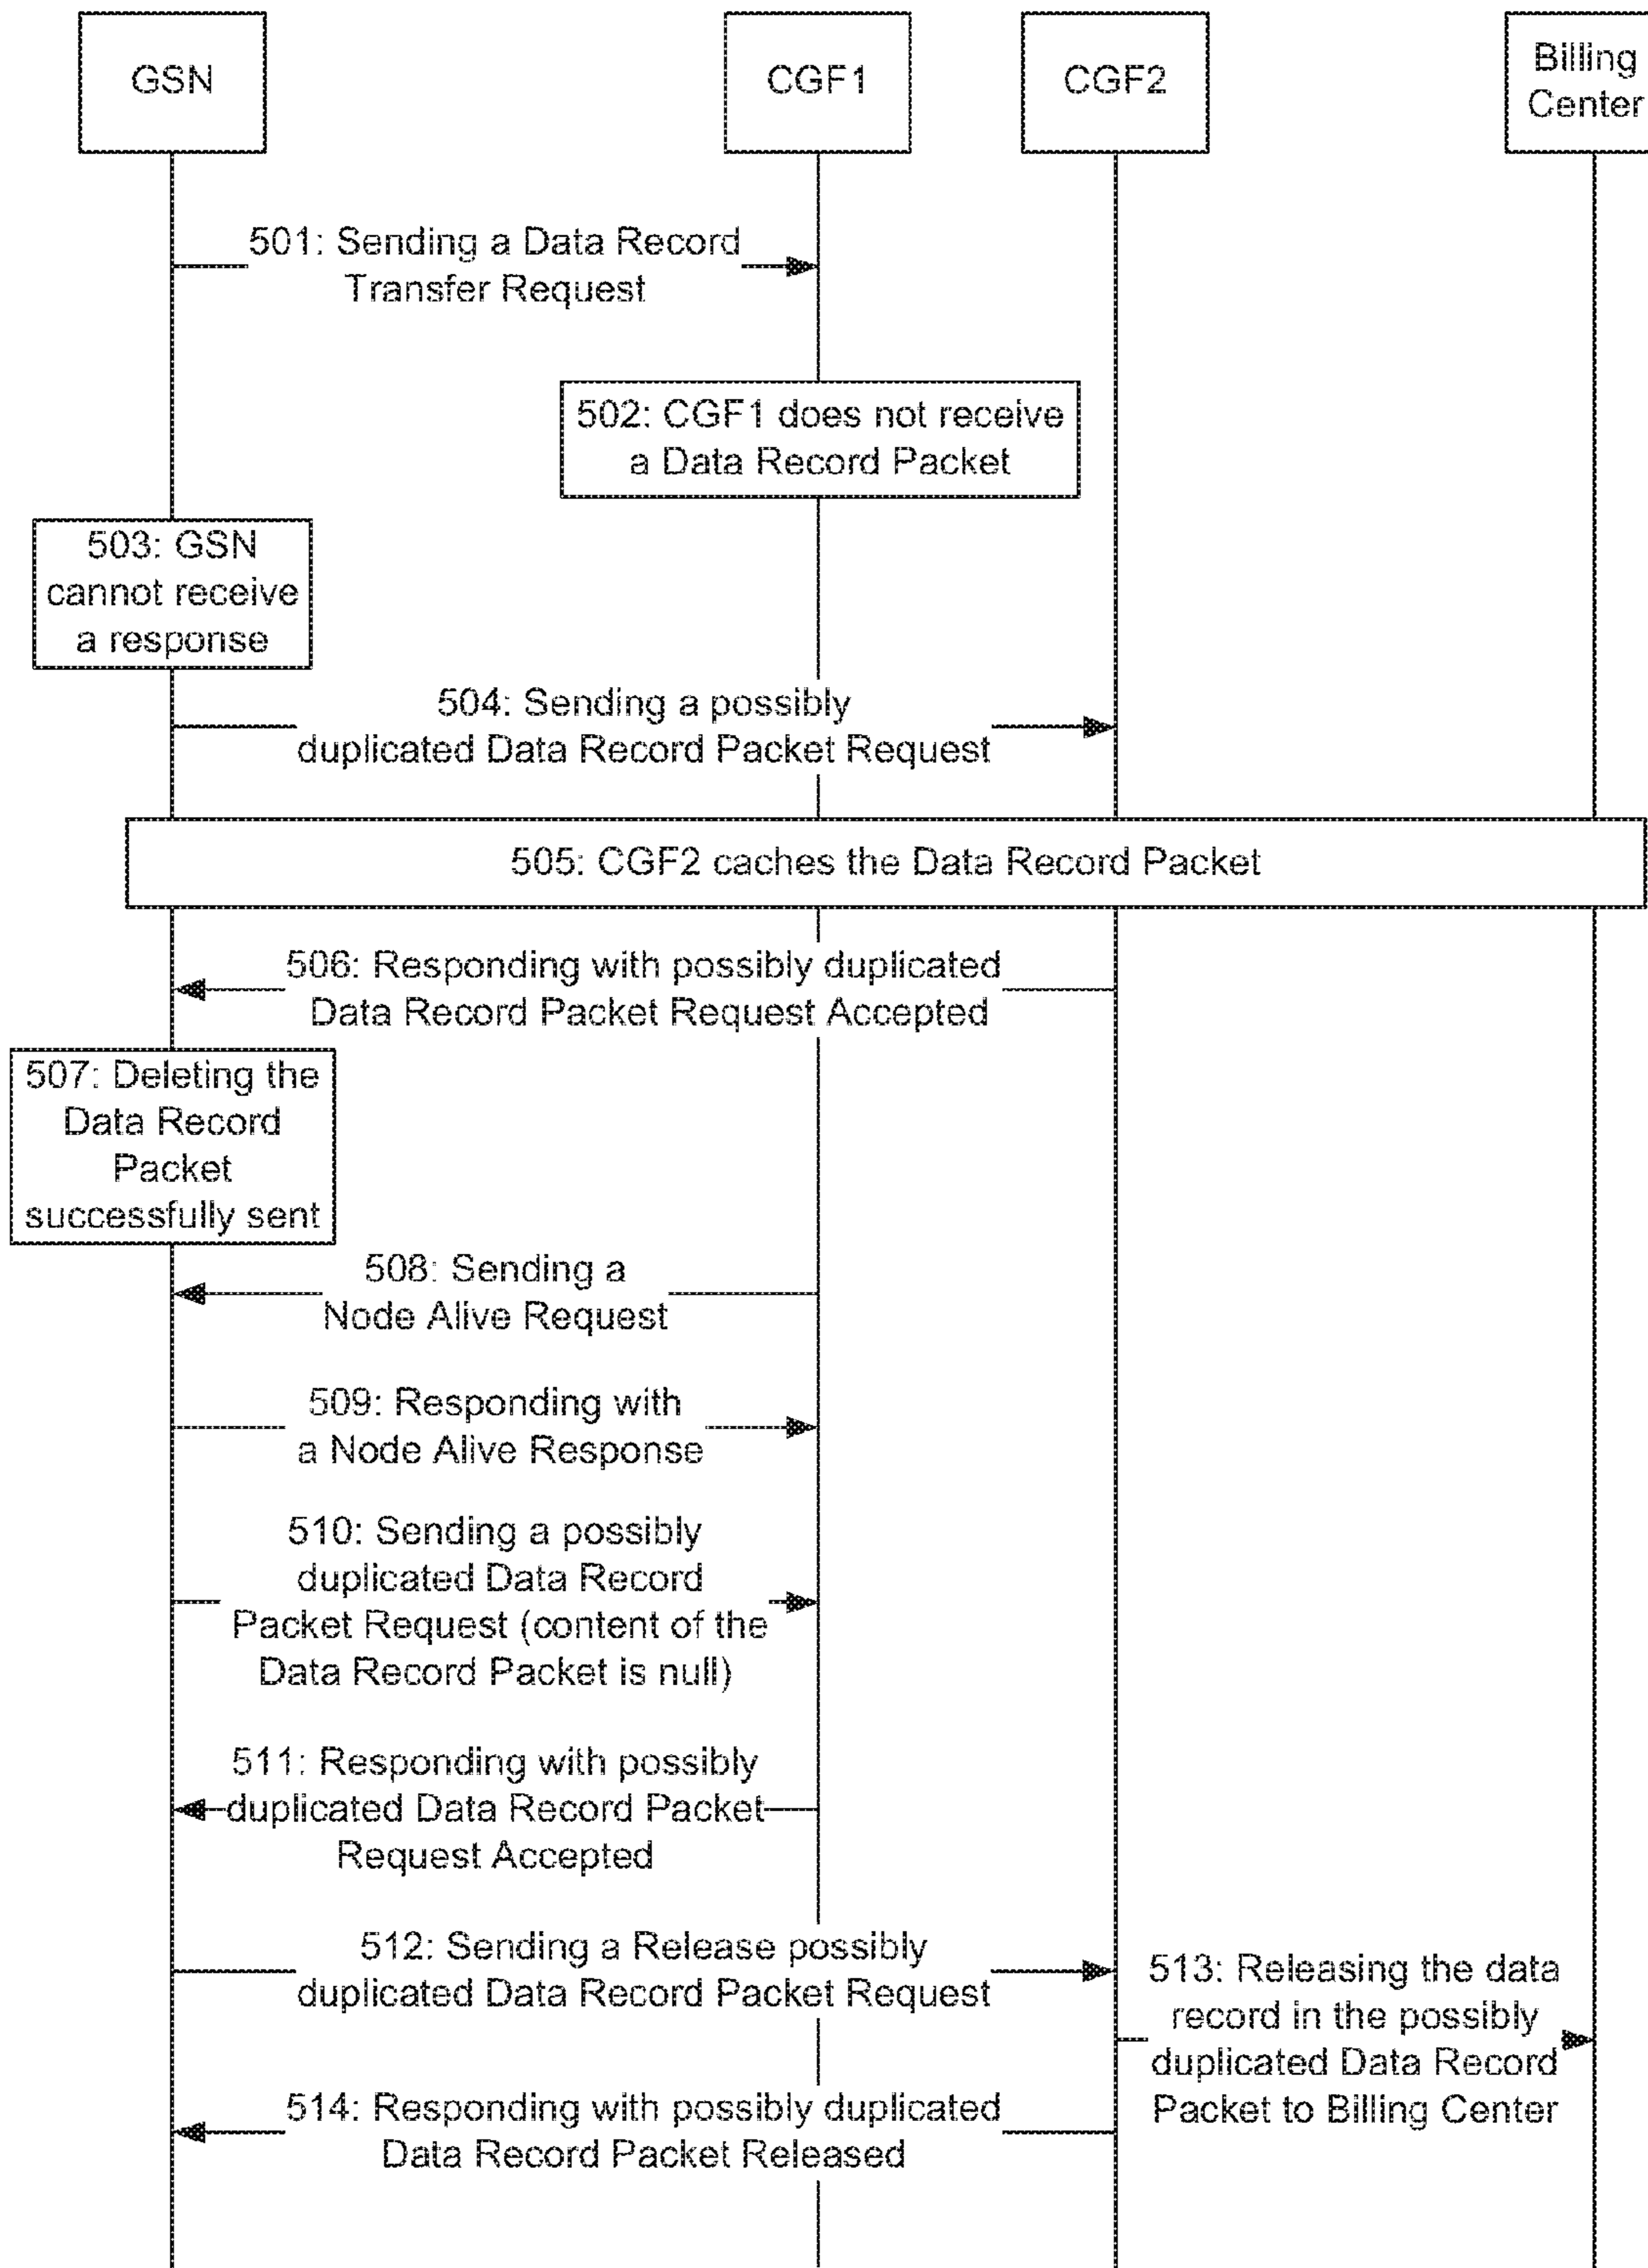 GSN
CGF1
CGF2
Billing
Center
501: Sending a Data Record
Transfer Request
502: CGF1 does not receive
a Data Record Packet
503: GSN
cannot receive
a response
504: Sending a possibly
duplicated Data Record Packet Request
505: CGF2 caches the Data Record Packet
506: Responding with possibly duplicated
Data Record Packet Request Accepted
507: Deleting the
Data Record
Packet
successfully sent
508: Sending a
Node Alive Request
509: Responding with
a Node Alive Response
510: Sending a possibly
duplicated Data Record
Packet Request (content of the
Data Record Packet is null)
511: Responding with possibly
duplicated Data Record Packet
Request Accepted
512: Sending a Release possibly
duplicated Data Record Packet Request
513: Releasing the data
record in the possibly
duplicated Data Record
Packet to Billing Center
514: Responding with possibly duplicated
Data Record Packet Released